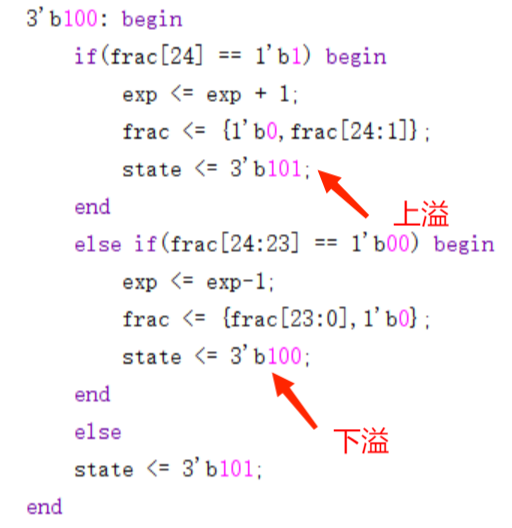 3'b100: begin
if(frac[24] == 1'b1) begin
exp <= exp + 1;
frac <= {1'b0,frac[24:1]};
state <= 3'b101;
上溢
end
else if(frac[24:23] == 1'b00) begin
exp <= exp-1;
frac <= {frac[23:0],1'b0};
state <= 3'b100;
end
下溢
else
state <= 3'b101;
end